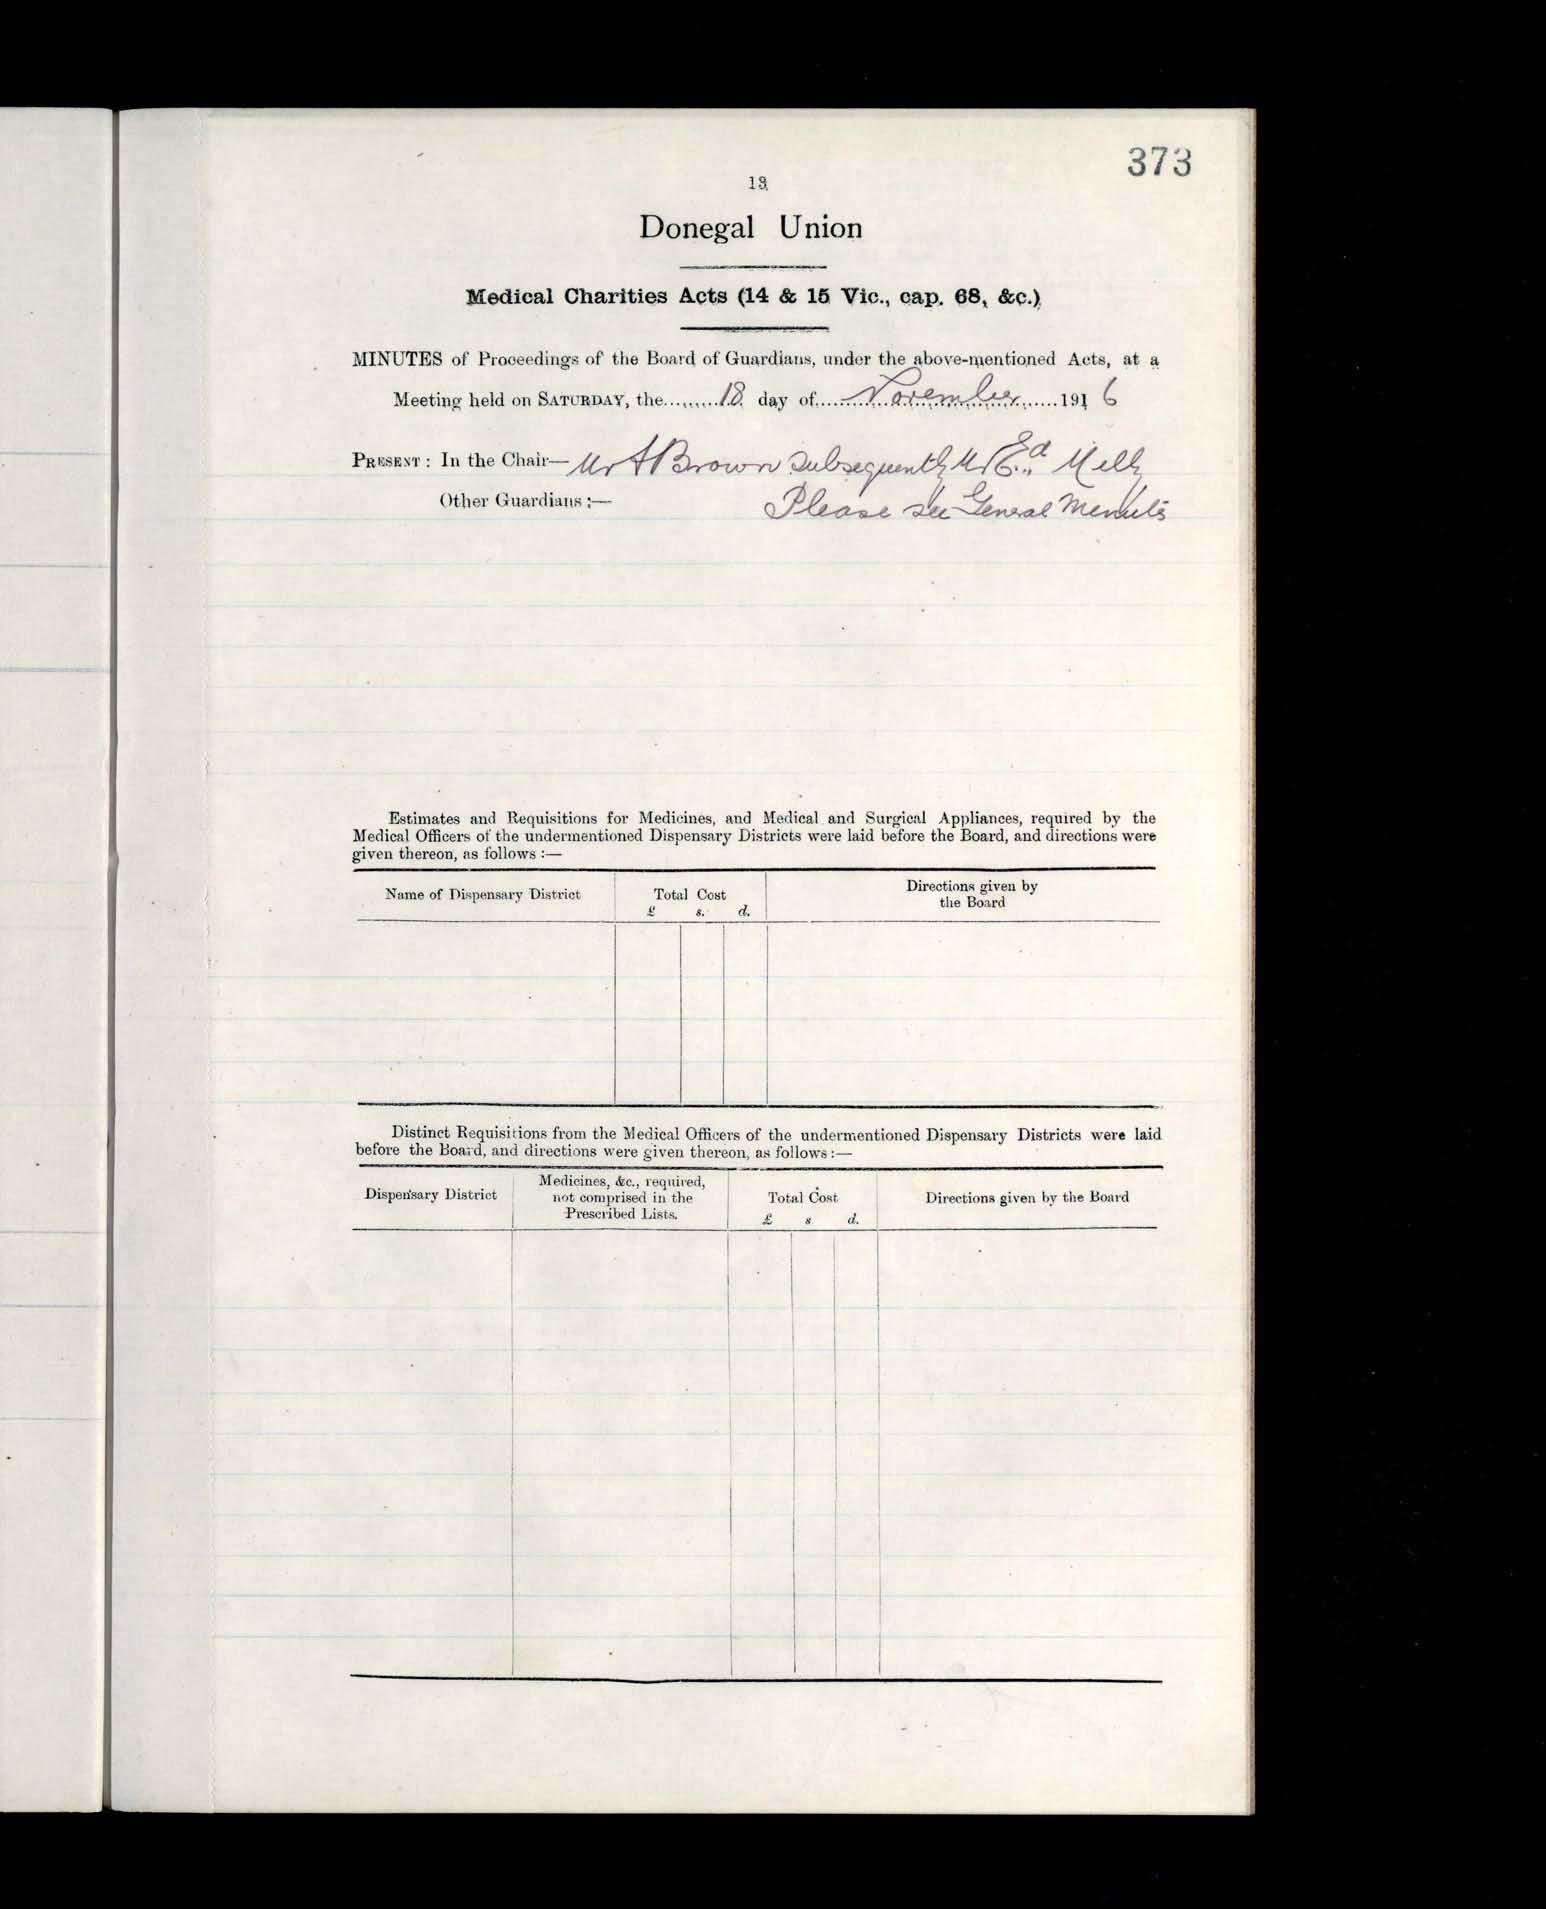 373
13
Donegal Union
Medical Charities Acts (14 & 15 Vic., cap. 68, &c.)
MINUTES of Proceedings of the Board of Guardians, under the above-mentioned Acts, at a
Meeting held on SATURDAY, the 18 day of November 1916
PRESENT: In the Chair— Mr A Brown subsequently Mr Ed
Other Guardians:— Please see General Minutes
Estimates and Requisitions for Medicines, and Medical and Surgical Appliances, required by the
Medical Officers of the undermentioned Dispensary Districts were laid before the Board, and directions were
given thereon, as follows :—
Name of Dispensary District
Total Cost
£ s. d.
Directions given by
the Board
Distinct Requisitions from the Medical Officers of the undermentioned Dispensary Districts were laid
before the Board, and directions were given thereon, as follows:—
Dispensary District
Medicines, &c., required,
not comprised in the
Prescribed Lists.
Total Cost
£ s d.
Directions given by the Board